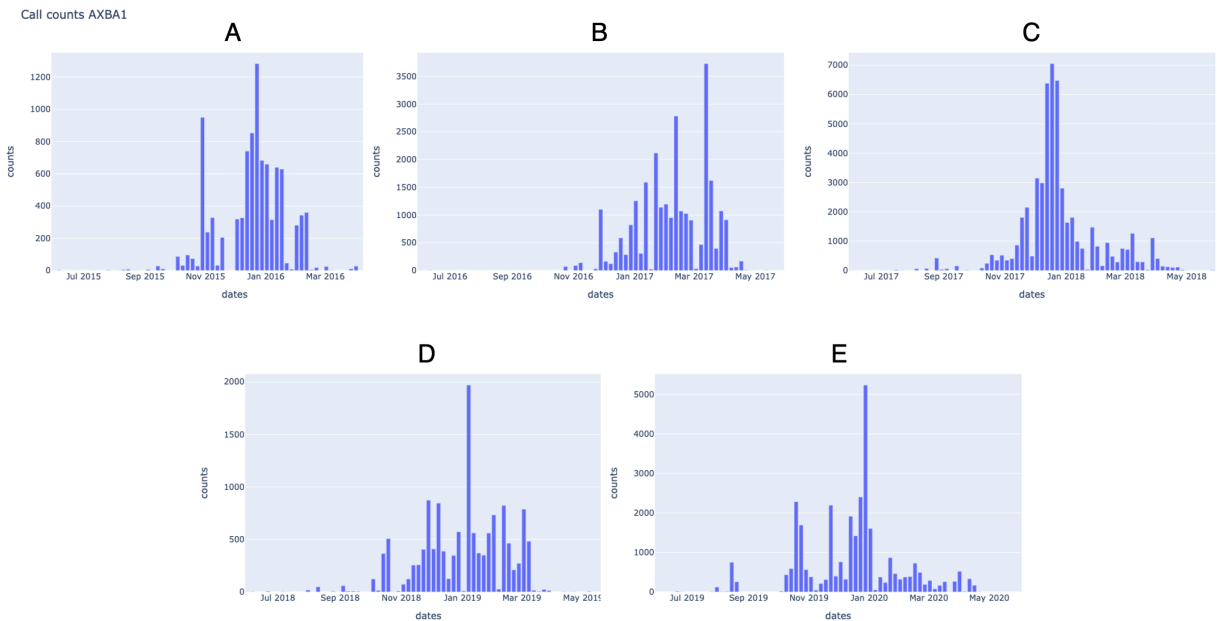 Call counts AXBA1
A
1200
1000
800
600
400
200
0
counts
Jul 2015 Sep 2015 Nov 2015 Jan 2016 Mar 2016
dates
B
3500
3000
2500
2000
1500
1000
500
0
counts
Jul 2016 Sep 2016 Nov 2016 Jan 2017 Mar 2017 May 2017
dates
C
7000
6000
5000
4000
3000
2000
1000
0
counts
Jul 2017 Sep 2017 Nov 2017 Jan 2018 Mar 2018 May 2018
dates
D
2000
1500
1000
500
0
counts
Jul 2018 Sep 2018 Nov 2018 Jan 2019 Mar 2019 May 2019
dates
E
5000
4000
3000
2000
1000
0
counts
Jul 2019 Sep 2019 Nov 2019 Jan 2020 Mar 2020 May 2020
dates